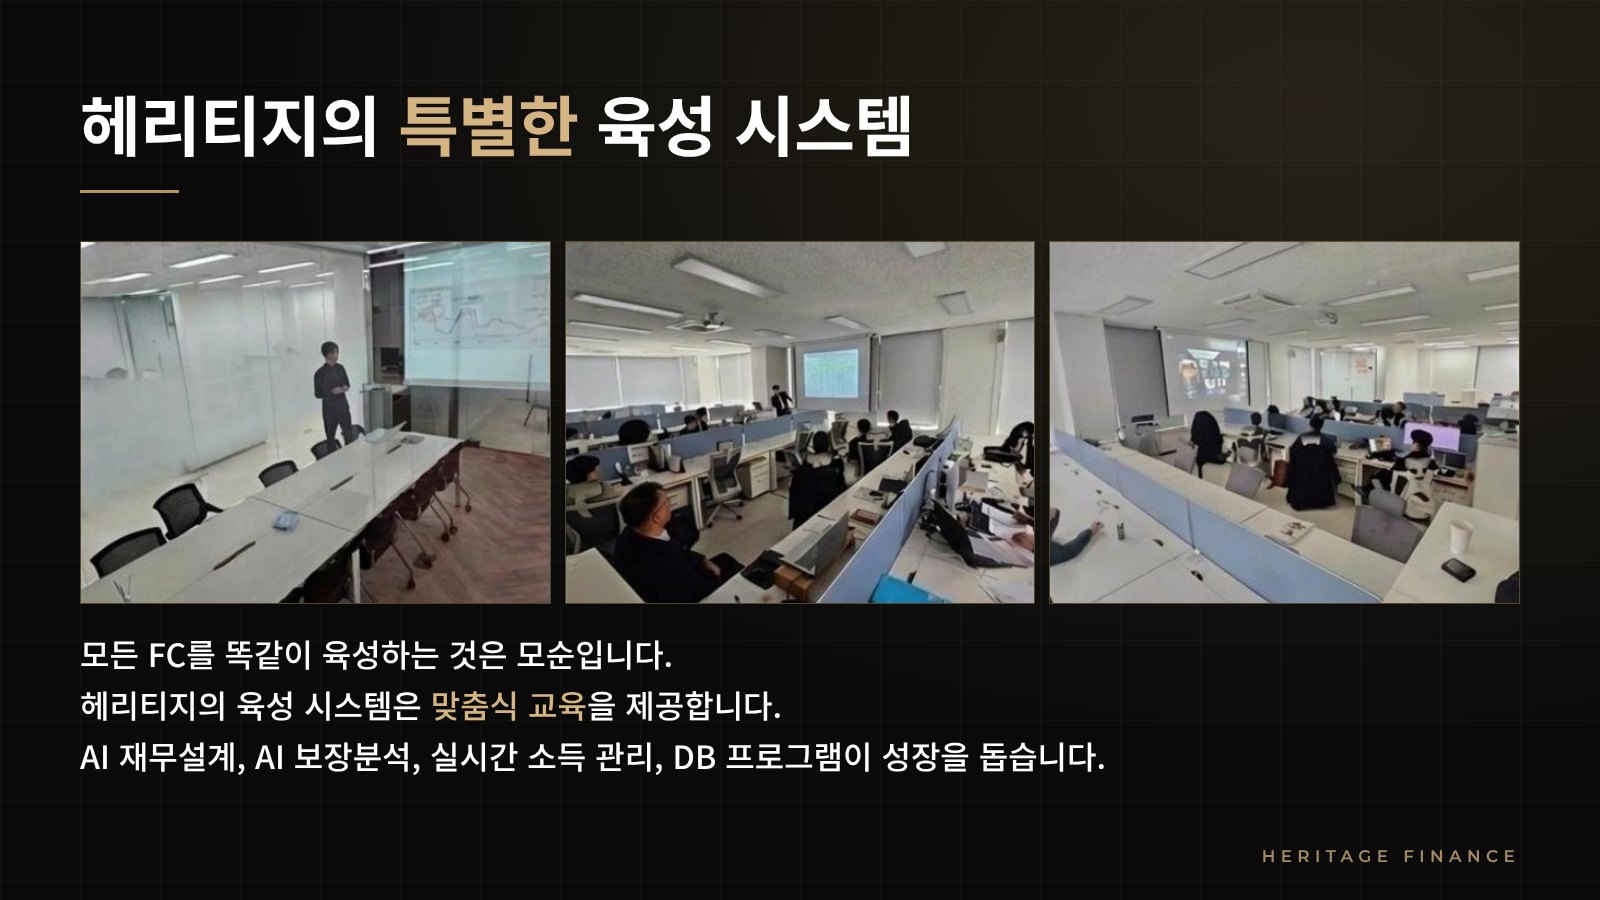 헤리티지의 특별한 육성 시스템
모든 FC를 똑같이 육성하는 것은 모순입니다.
헤리티지의 육성 시스템은 맞춤식 교육을 제공합니다.
AI 재무설계, AI 보장분석, 실시간 소득 관리, DB 프로그램이 성장을 돕습니다.
HERITAGE FINANCE